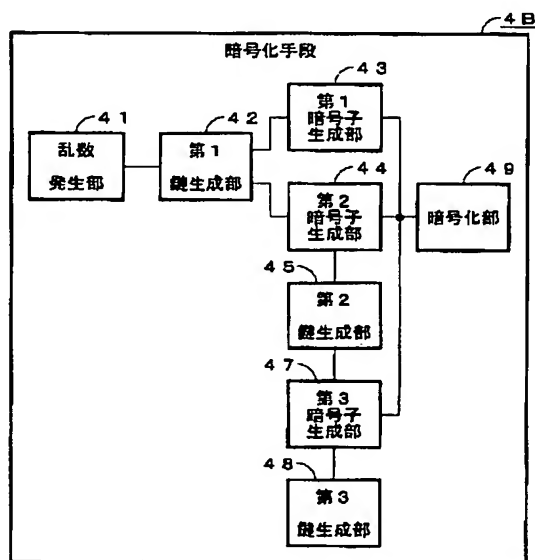 4B
暗号化手段
43
41
42
第1
暗号子
生成部
乱数
発生部
第1
鍵生成部
44
49
第2
暗号子
生成部
暗号化部
45
第2
鍵生成部
47
第3
暗号子
生成部
48
第3
鍵生成部